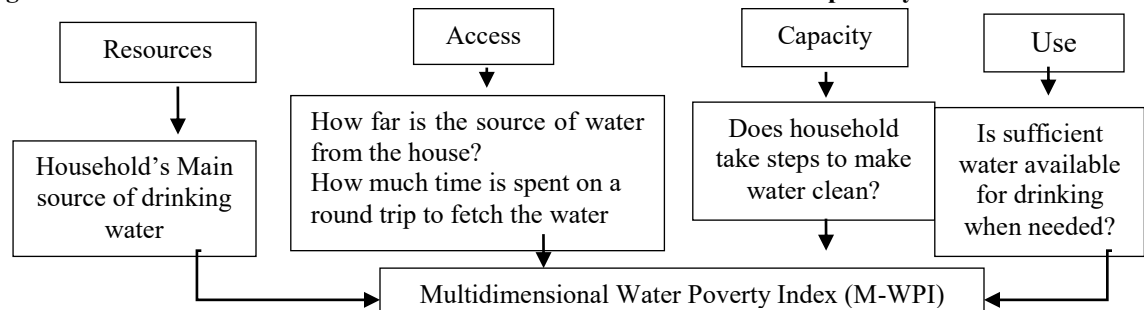 Resources
Access
Capacity
Use
Household's Main
source of drinking
water
How far is the source of water
from the house?
How much time is spent on a
round trip to fetch the water
Does household
take steps to make
water clean?
Is sufficient
water available
for drinking
when needed?
Multidimensional Water Poverty Index (M-WPI)